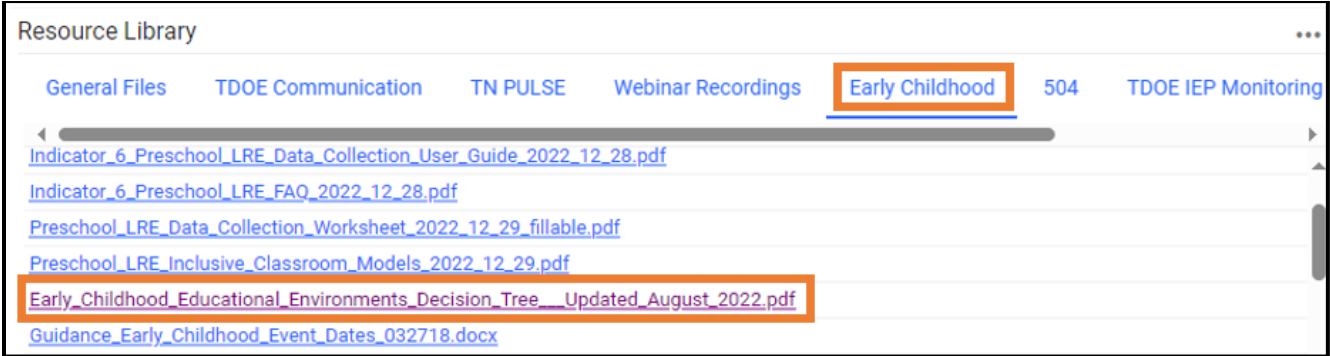 Resource Library
General Files TDOE Communication TN PULSE Webinar Recordings Early Childhood 504 TDOE IEP Monitoring
Indicator_6_Preschool_LRE_Data_Collection_User_Guide_2022_12_28.pdf
Indicator_6_Preschool_LRE_FAQ_2022_12_28.pdf
Preschool_LRE_Data_Collection_Worksheet_2022_12_29_fillable.pdf
Preschool_LRE_Inclusive_Classroom_Models_2022_12_29.pdf
Early_Childhood_Educational_Environments_Decision_Tree___Updated_August_2022.pdf
Guidance_Early_Childhood_Event_Dates_032718.docx